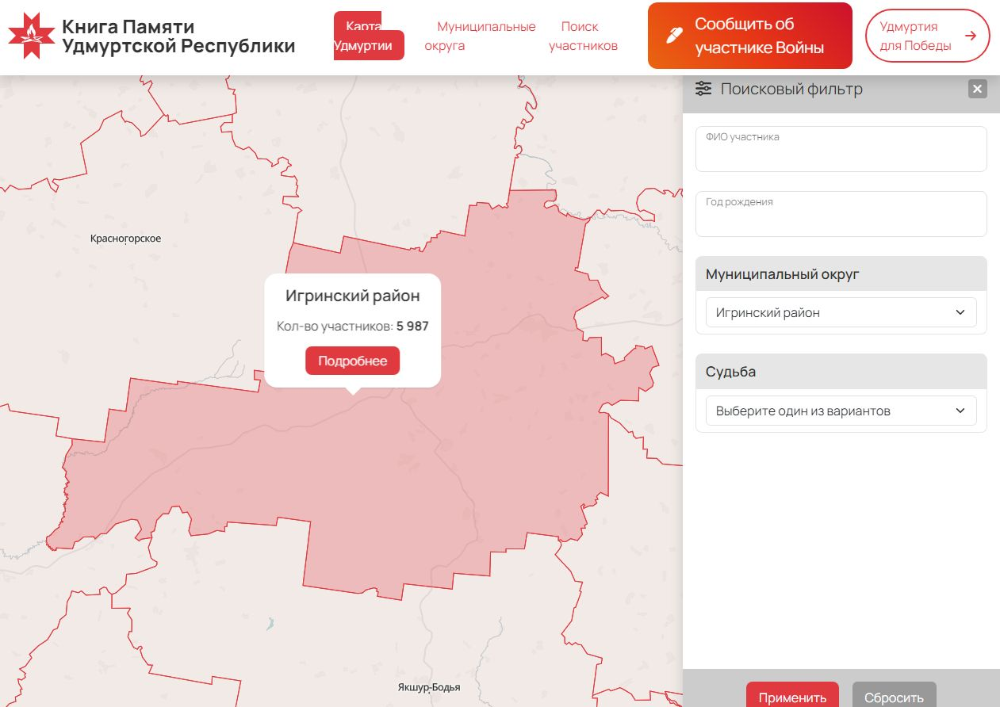 Книга Памяти
Удмуртской Республики
Карта
Удмуртии
Муниципальные
округа
Поиск
участников
Сообщить об
участнике Войны
Удмуртия
для Победы
Поисковый фильтр
ФИО участника
Год рождения
Муниципальный округ
Игринский район
Судьба
Выберите один из вариантов
Применить
Сбросить
Красногорское
Игринский район
Кол-во участников: 5 987
Подробнее
Якшур-Бодья